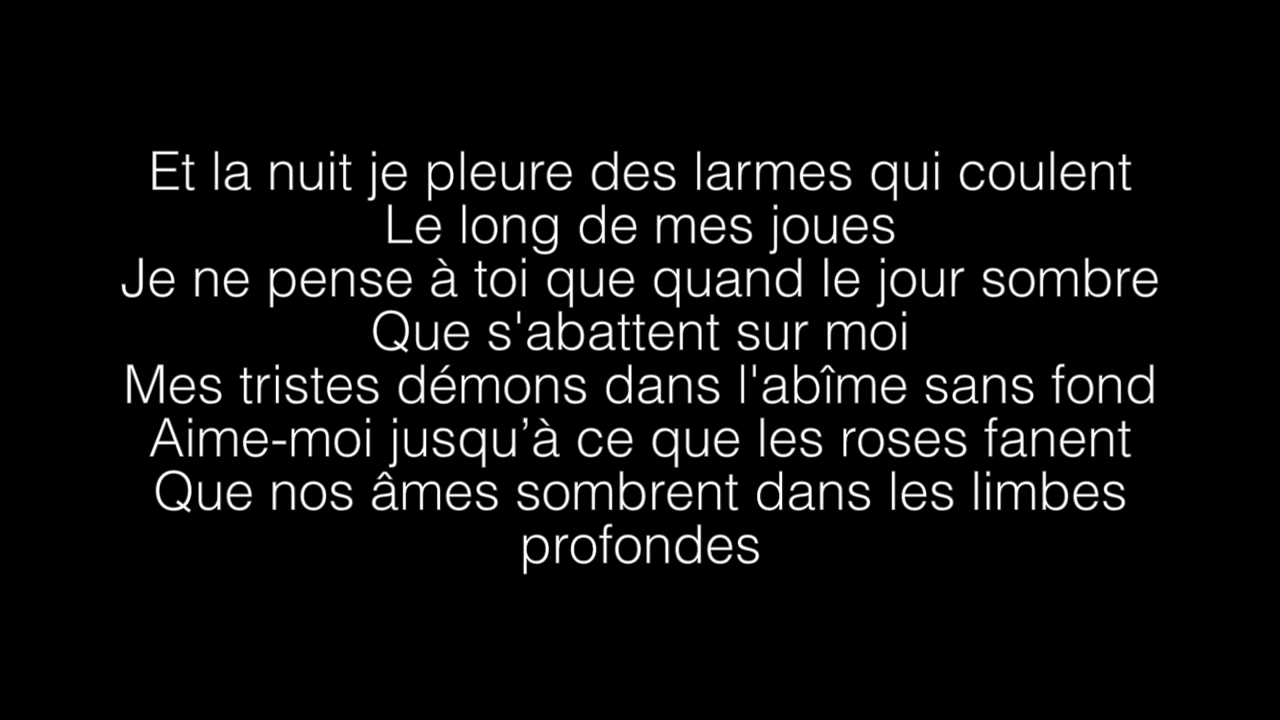 Et la nuit je pleure des larmes qui coulent
Le long de mes joues
Je ne pense à toi que quand le jour sombre
Que s'abattent sur moi
Mes tristes démons dans l'abîme sans fond
Aime-moi jusqu’à ce que les roses fanent
Que nos âmes sombrent dans les limbes
profondes